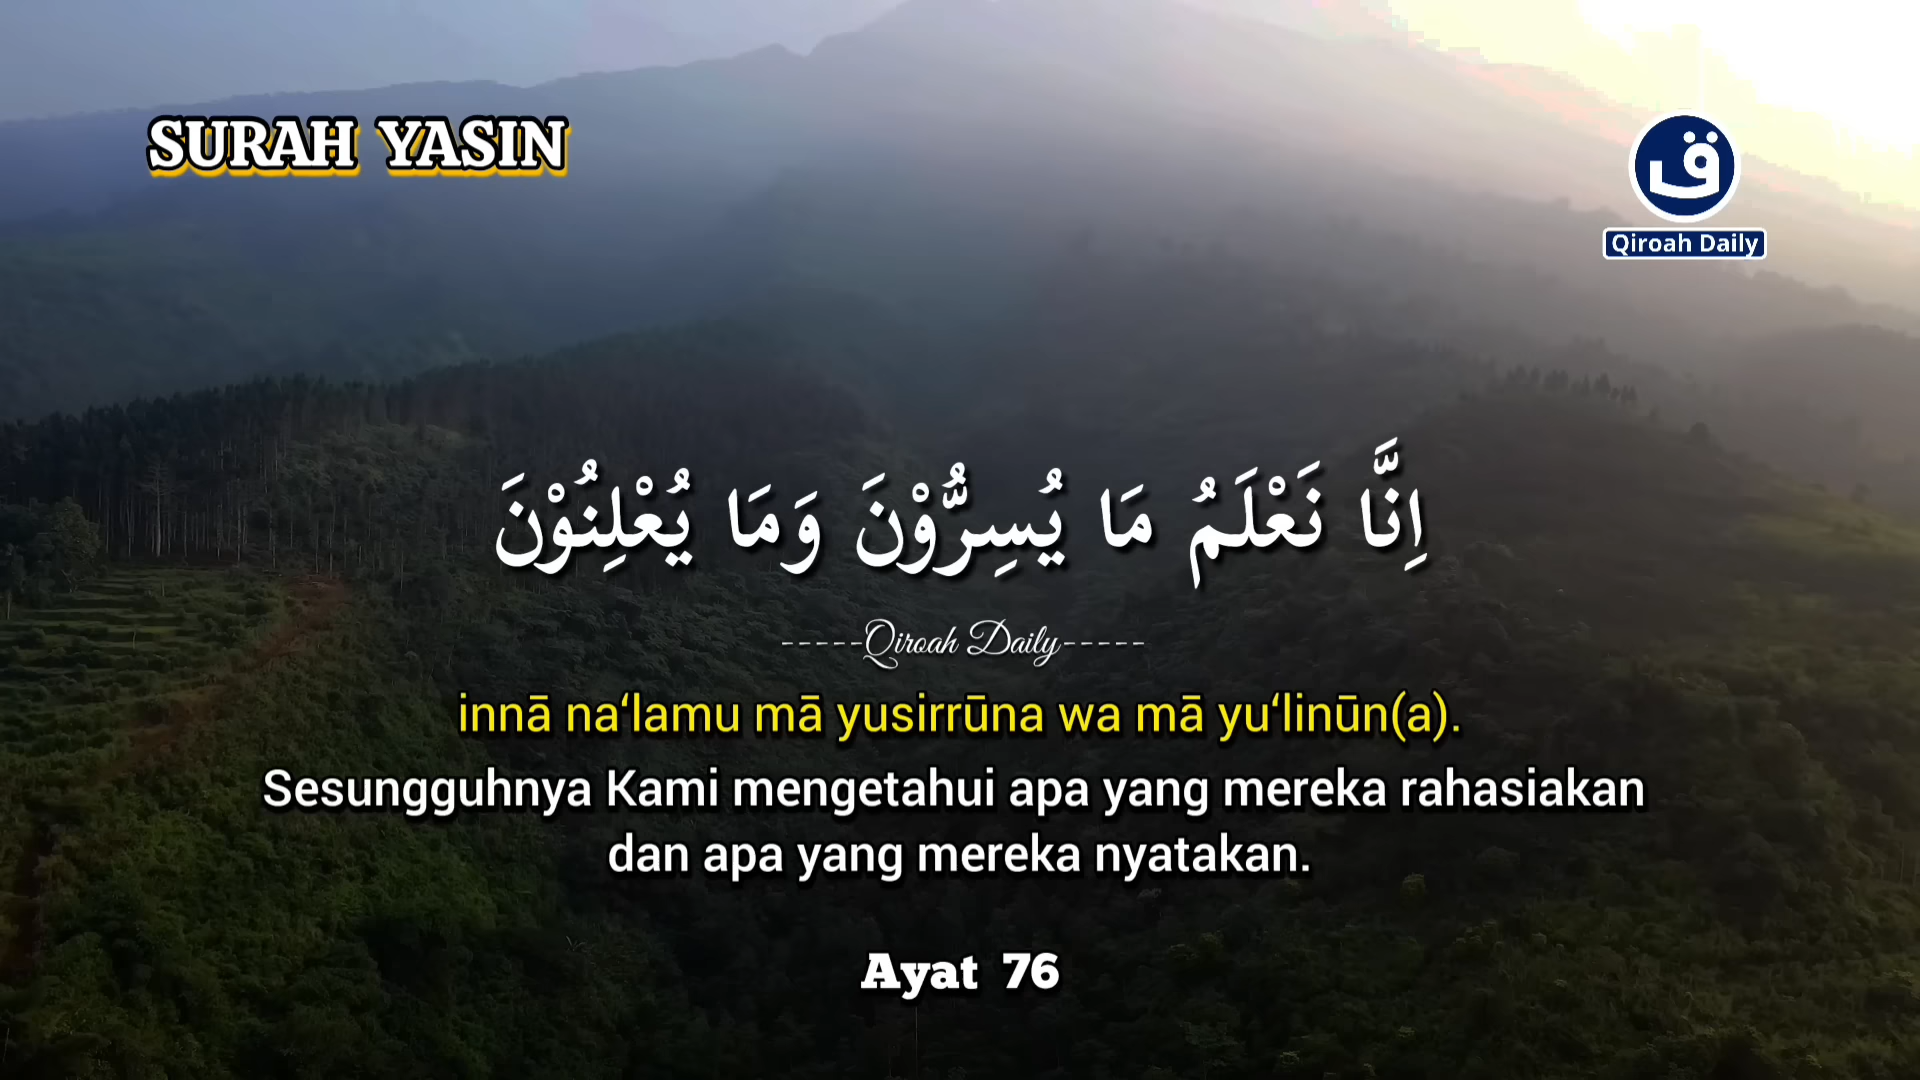 SURAH YASIN
ق
Qiroah Daily
اِنَّا نَعْلَمُ مَا يُسِرُّوْنَ وَمَا يُعْلِنُوْنَ
-----Qiroah Daily-----
innā na‘lamu mā yusirrūna wa mā yu‘linūn(a).
Sesungguhnya Kami mengetahui apa yang mereka rahasiakan
dan apa yang mereka nyatakan.
Ayat 76